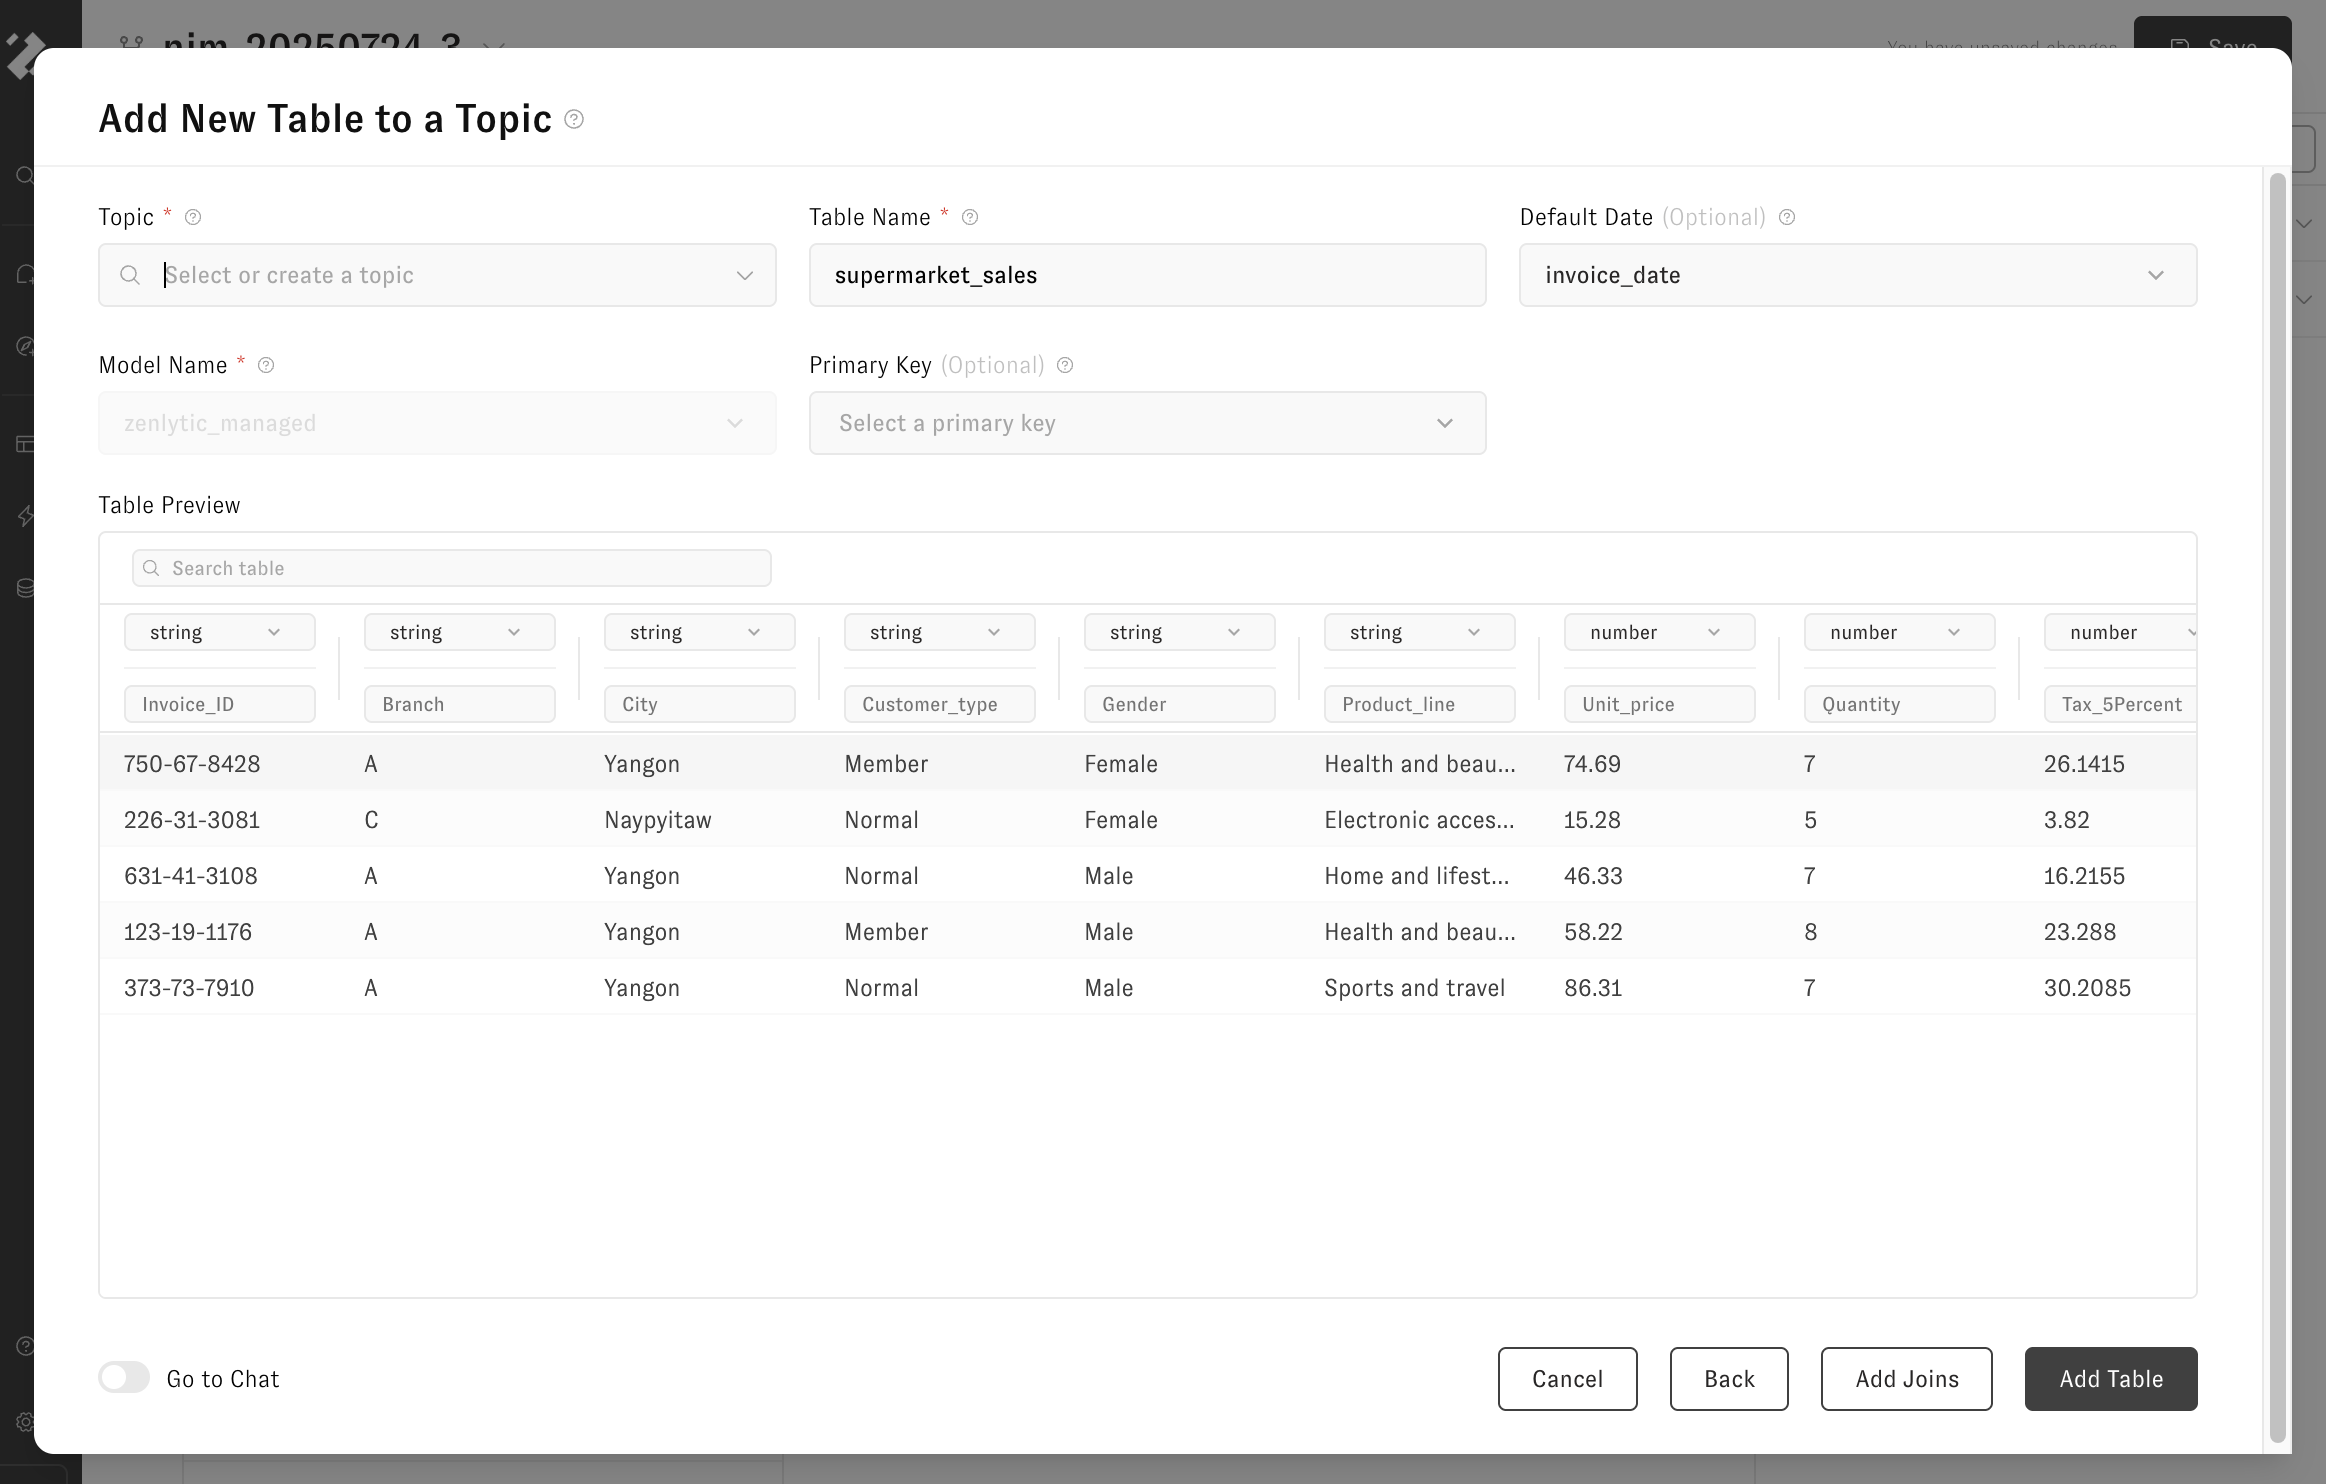 nim_20250724_3
You have unsaved changes
Save
Add New Table to a Topic
Topic *
Table Name *
Default Date (Optional)
Select or create a topic
supermarket_sales
invoice_date
Model Name *
Primary Key (Optional)
zenlytic_managed
Select a primary key
Table Preview
Search table
string string string string string string number number number
Invoice_ID Branch City Customer_type Gender Product_line Unit_price Quantity Tax_5Percent
750-67-8428 A Yangon Member Female Health and beau... 74.69 7 26.1415
226-31-3081 C Naypyitaw Normal Female Electronic acces... 15.28 5 3.82
631-41-3108 A Yangon Normal Male Home and lifest... 46.33 7 16.2155
123-19-1176 A Yangon Member Male Health and beau... 58.22 8 23.288
373-73-7910 A Yangon Normal Male Sports and travel 86.31 7 30.2085
Go to Chat
Cancel
Back
Add Joins
Add Table